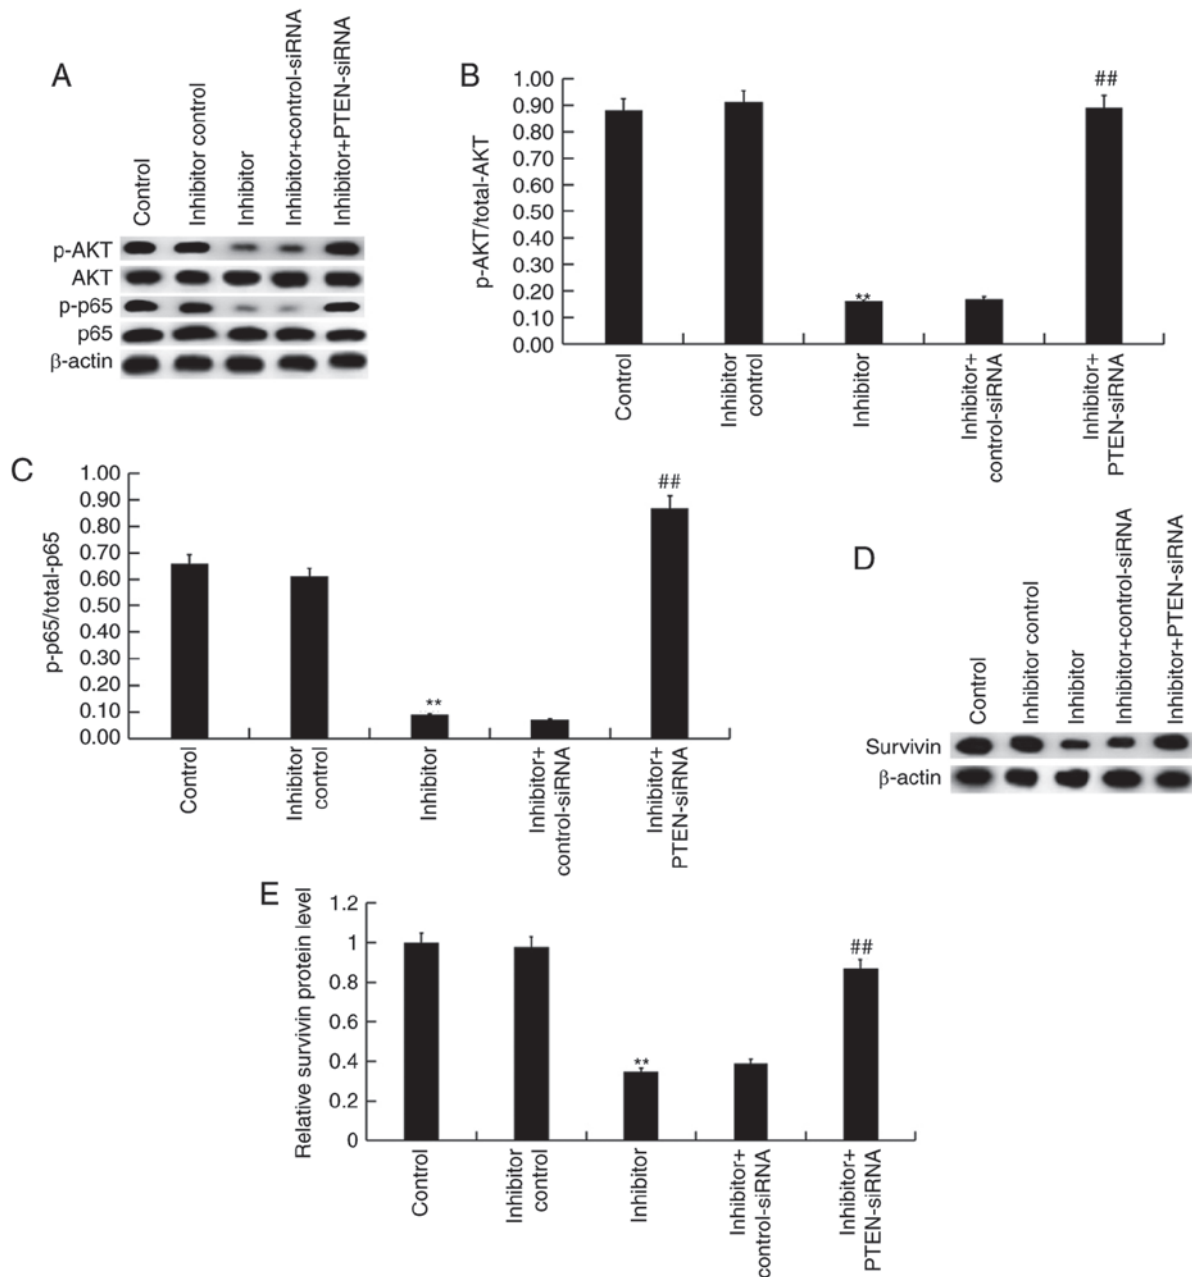 A
Control
Inhibitor control
Inhibitor
Inhibitor+control-siRNA
Inhibitor+PTEN-siRNA
p-AKT
AKT
p-p65
p65
β-actin
B
p-AKT/total-AKT
1.00
0.90
0.80
0.70
0.60
0.50
0.40
0.30
0.20
0.10
0.00
**
##
Control
Inhibitor
control
Inhibitor
Inhibitor+
control-siRNA
Inhibitor+
PTEN-siRNA
C
p-p65/total-p65
1.00
0.90
0.80
0.70
0.60
0.50
0.40
0.30
0.20
0.10
0.00
**
##
Control
Inhibitor
control
Inhibitor
Inhibitor+
control-siRNA
Inhibitor+
PTEN-siRNA
D
Control
Inhibitor control
Inhibitor
Inhibitor+control-siRNA
Inhibitor+PTEN-siRNA
Survivin
β-actin
E
Relative survivin protein level
1.2
1
0.8
0.6
0.4
0.2
0
**
##
Control
Inhibitor
control
Inhibitor
Inhibitor+
control-siRNA
Inhibitor+
PTEN-siRNA